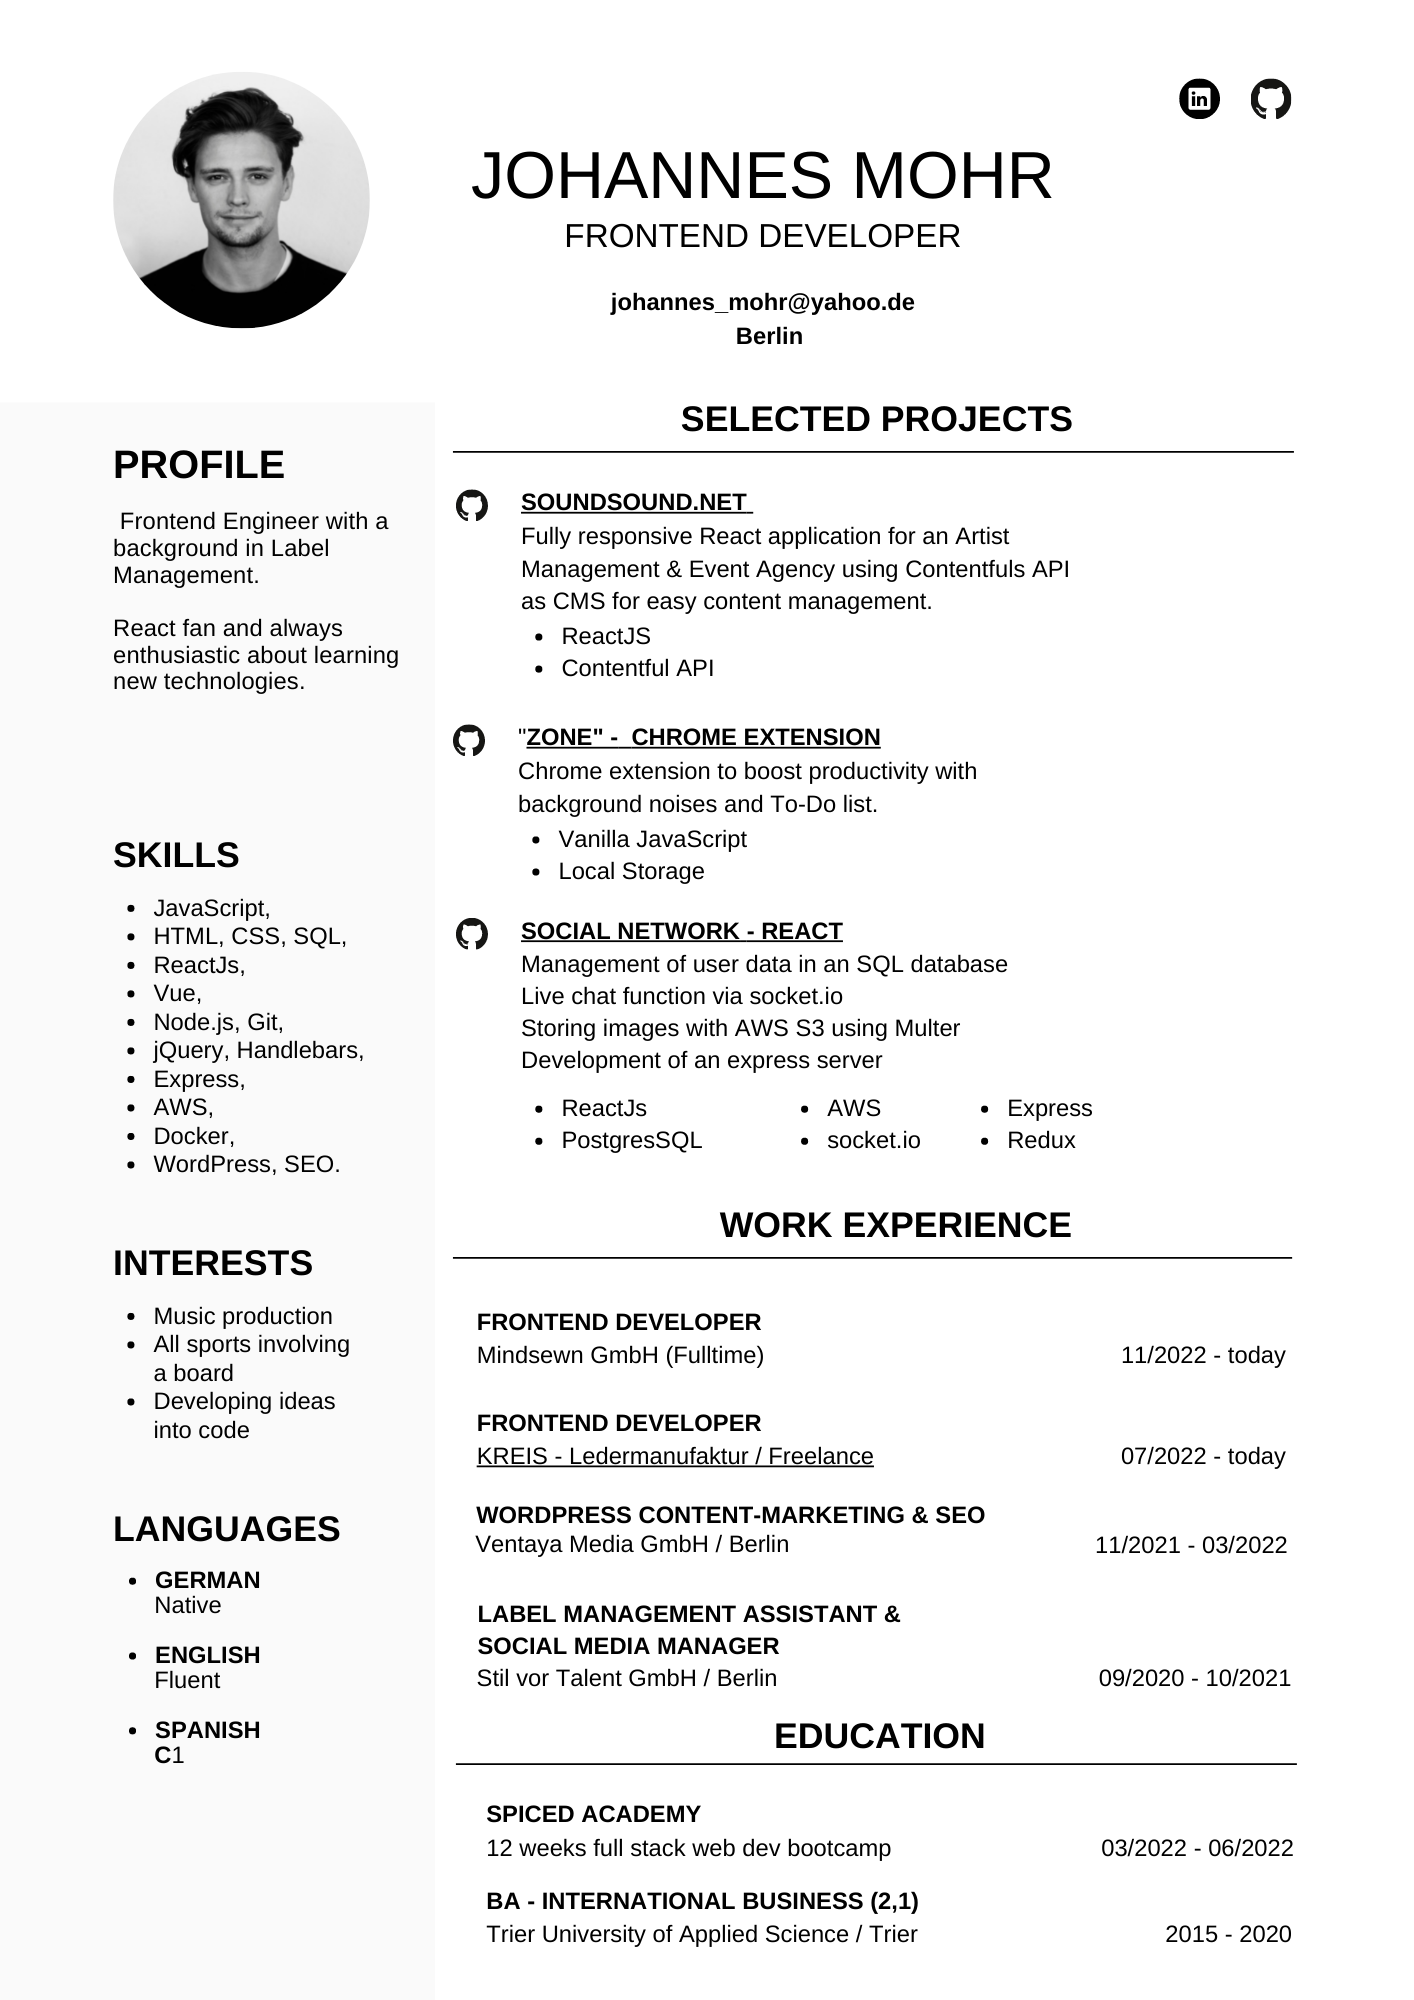 in
JOHANNES MOHR
FRONTEND DEVELOPER
johannes_mohr@yahoo.de
Berlin
PROFILE
Frontend Engineer with a
background in Label
Management.
React fan and always
enthusiastic about learning
new technologies.
SKILLS
• JavaScript,
• HTML, CSS, SQL,
• ReactJs,
• Vue,
• Node.js, Git,
• jQuery, Handlebars,
• Express,
• AWS,
• Docker,
• WordPress, SEO.
INTERESTS
• Music production
• All sports involving
a board
• Developing ideas
into code
LANGUAGES
• GERMAN
Native
• ENGLISH
Fluent
• SPANISH
C1
SELECTED PROJECTS
SOUNDSOUND.NET
Fully responsive React application for an Artist
Management & Event Agency using Contentfuls API
as CMS for easy content management.
• ReactJS
• Contentful API
"ZONE" - CHROME EXTENSION
Chrome extension to boost productivity with
background noises and To-Do list.
• Vanilla JavaScript
• Local Storage
SOCIAL NETWORK - REACT
Management of user data in an SQL database
Live chat function via socket.io
Storing images with AWS S3 using Multer
Development of an express server
• ReactJs • AWS • Express
• PostgresSQL • socket.io • Redux
WORK EXPERIENCE
FRONTEND DEVELOPER
Mindsewn GmbH (Fulltime) 11/2022 - today
FRONTEND DEVELOPER
KREIS - Ledermanufaktur / Freelance 07/2022 - today
WORDPRESS CONTENT-MARKETING & SEO
Ventaya Media GmbH / Berlin 11/2021 - 03/2022
LABEL MANAGEMENT ASSISTANT &
SOCIAL MEDIA MANAGER
Stil vor Talent GmbH / Berlin 09/2020 - 10/2021
EDUCATION
SPICED ACADEMY
12 weeks full stack web dev bootcamp 03/2022 - 06/2022
BA - INTERNATIONAL BUSINESS (2,1)
Trier University of Applied Science / Trier 2015 - 2020